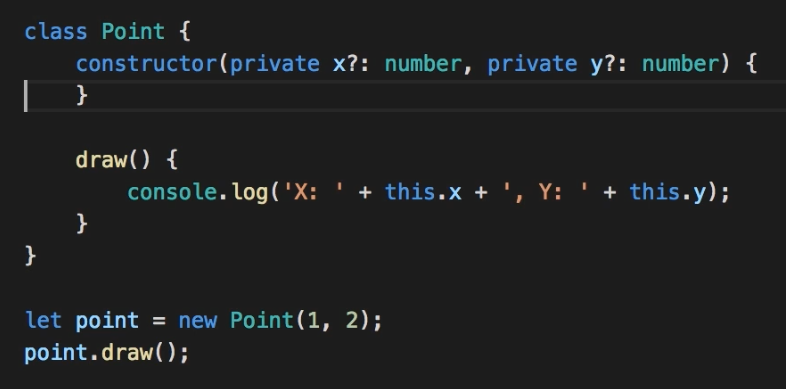 class Point {
    constructor(private x?: number, private y?: number) {
    }

    draw() {
        console.log('X: ' + this.x + ', Y: ' + this.y);
    }
}

let point = new Point(1, 2);
point.draw();